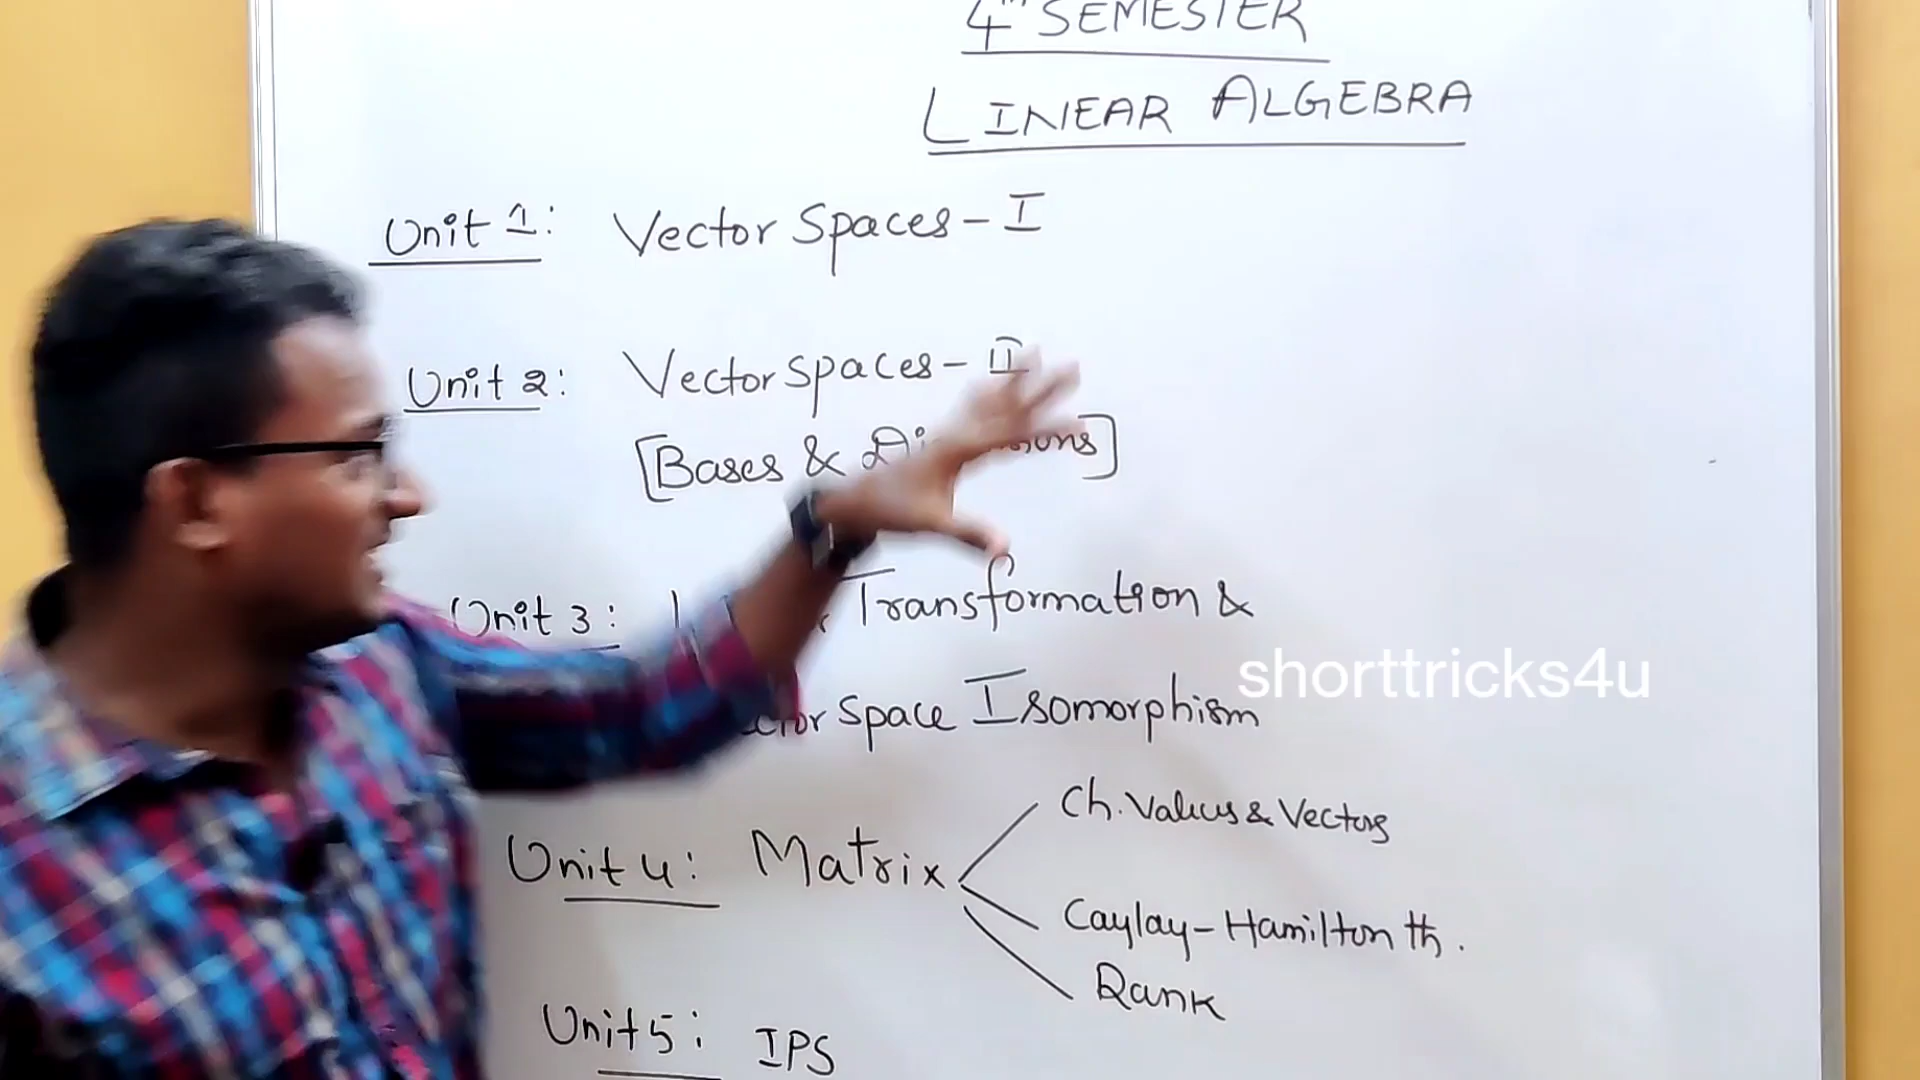 4th SEMESTER
LINEAR ALGEBRA
Unit 1: Vector Spaces - I
Unit 2: Vector spaces - II
[Bases &
Unit 3: Transformation &
Space Isomorphism
shorttricks4u
Ch. Values & Vectors
Unit 4: Matrix
Caylay-Hamilton th.
Rank
Unit 5: IPS